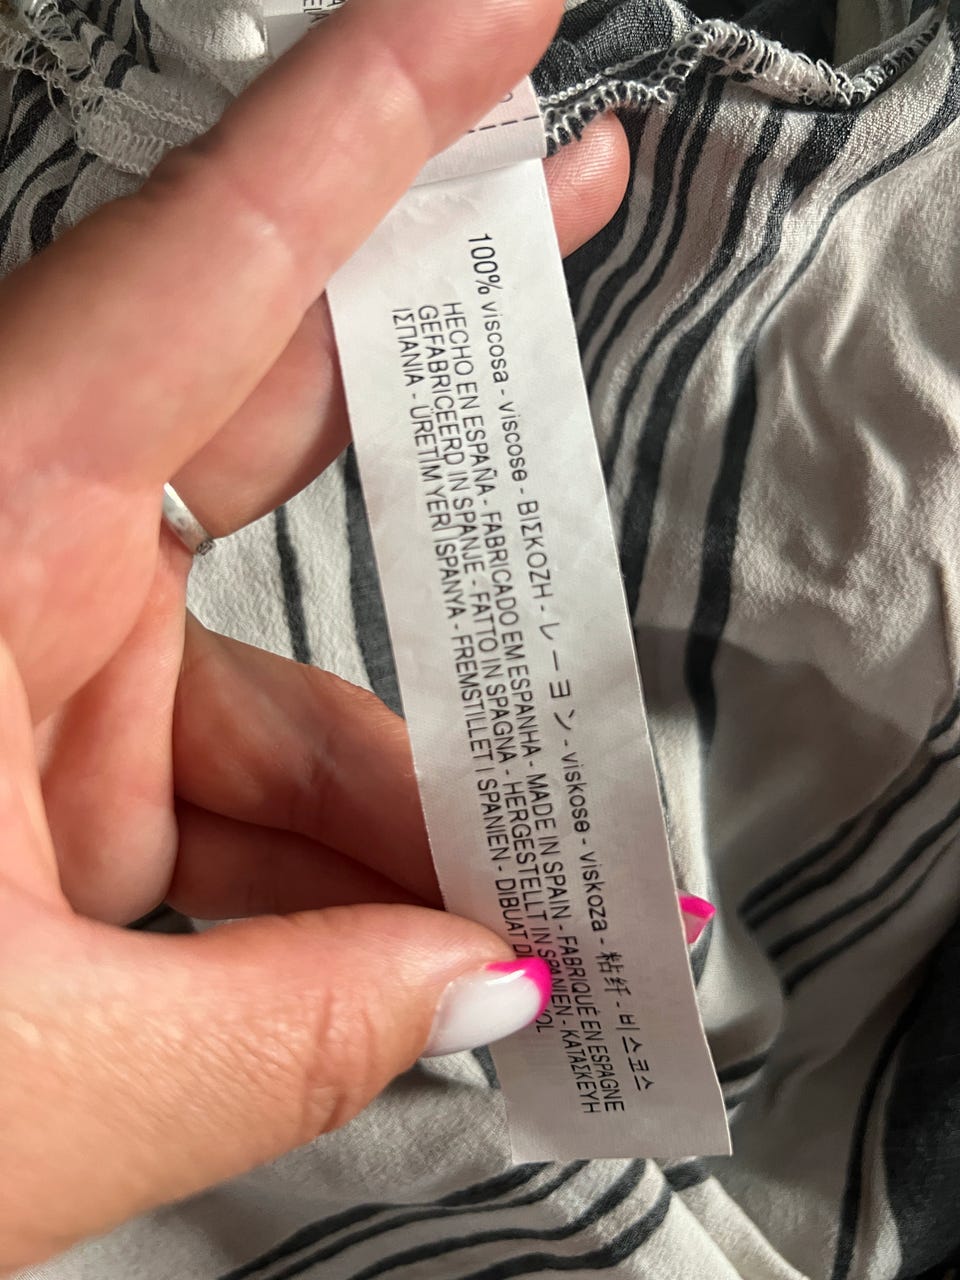 100% viscosa - viscose - ΒΙΣΚΟΖΗ - レーヨン - viskose - viskoza - 粘纤 - 비스코스
HECHO EN ESPAÑA - FABRICADO EM ESPANHA - MADE IN SPAIN - FABRIQUÉ EN ESPAGNE
GEFABRICEERD IN SPANJE - FATTO IN SPAGNA - HERGESTELLT IN SPANIEN - ΚΑΤΑΣΚΕΥΗ
ΙΣΠΑΝΙΑ - ÜRETİM YERİ İSPANYA - FREMSTILLET I SPANIEN - DIBUAT